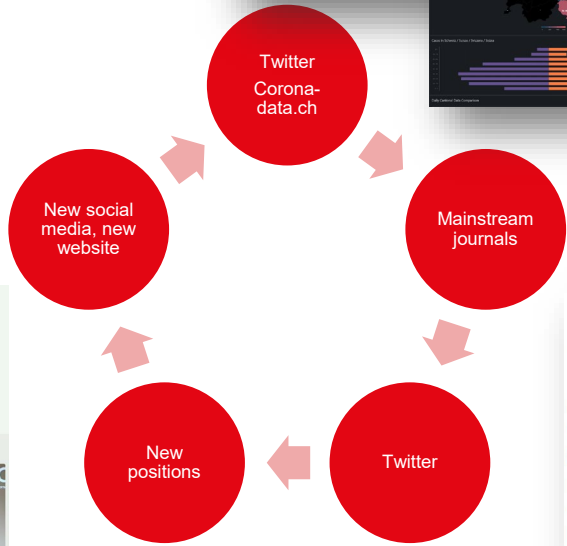 Twitter
Corona-
data.ch
Mainstream
journals
Twitter
New
positions
New social
media, new
website